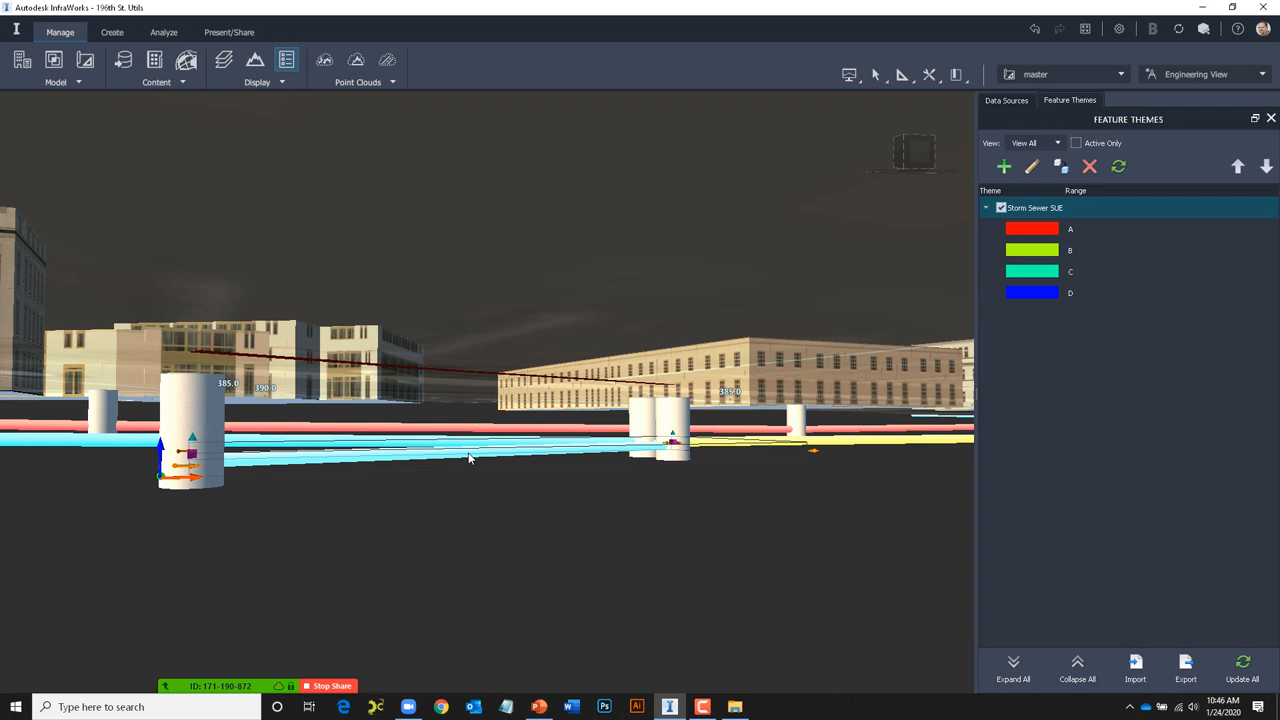 Autodesk InfraWorks - 196th St. Utils
Manage
Create
Analyze
Present/Share
Model
Content
Display
Point Clouds
master
Engineering View
Data Sources
Feature Themes
FEATURE THEMES
View:
View All
Active Only
Theme
Range
Storm Sewer SUE
A
B
C
D
385.0
390.0
385.0
Expand All
Collapse All
Import
Export
Update All
ID: 171-190-872
Stop Share
Type here to search
10:46 AM
1/24/2020